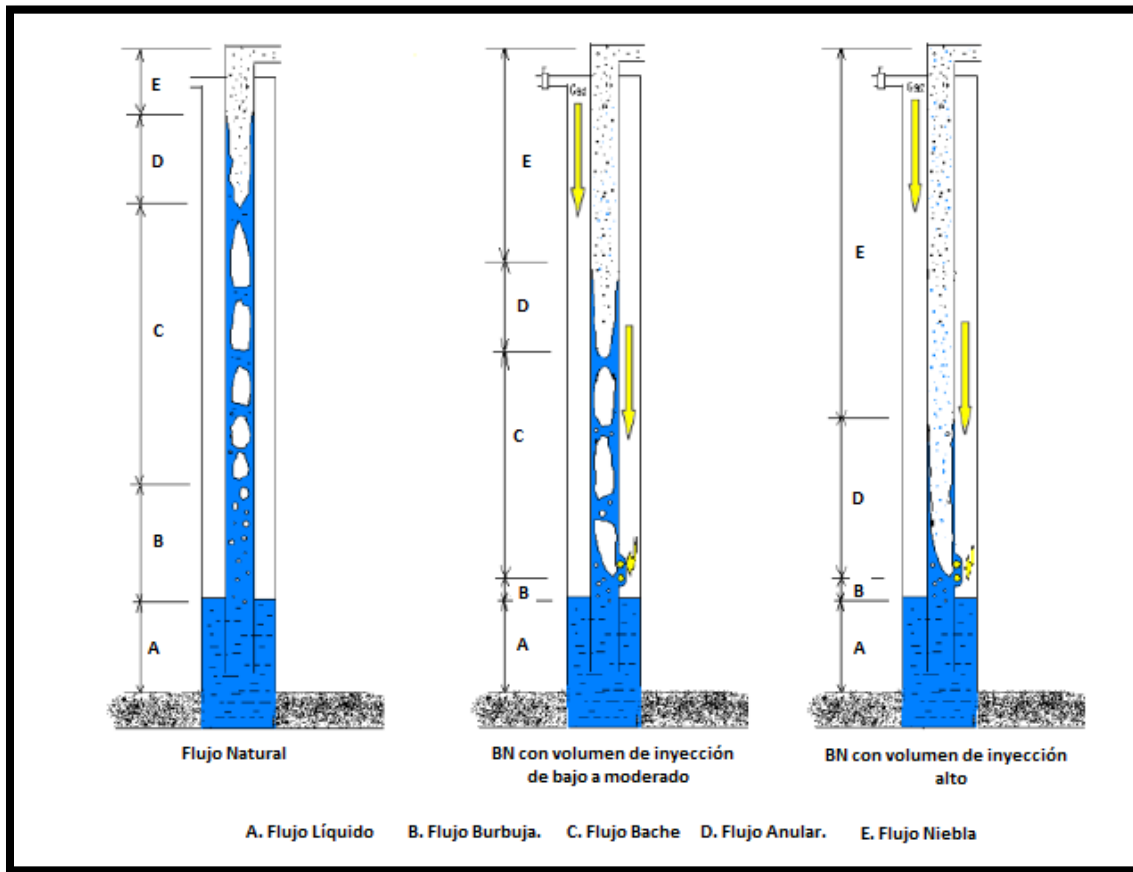 E
D
C
B
A
Flujo Natural
Gas
E
D
C
B
A
BN con volumen de inyección
de bajo a moderado
Gas
E
D
B
A
BN con volumen de inyección
alto
A. Flujo Líquido B. Flujo Burbuja. C. Flujo Bache D. Flujo Anular. E. Flujo Niebla